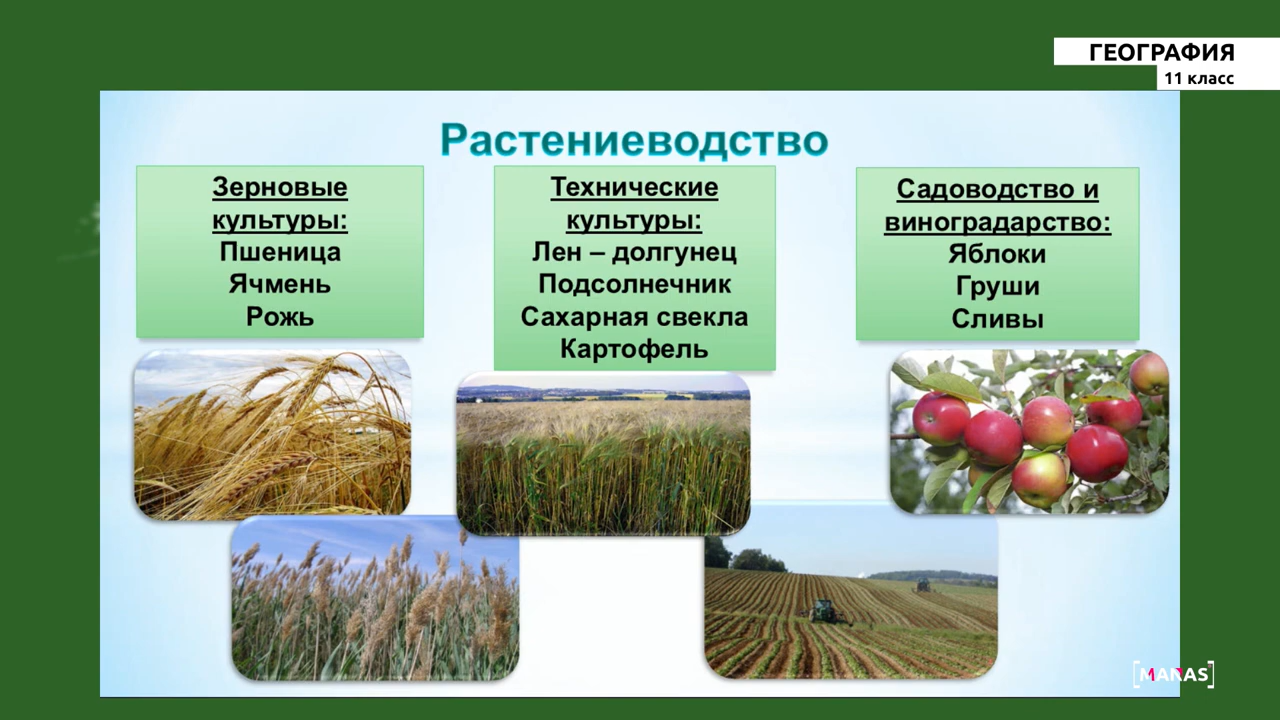 ГЕОГРАФИЯ
11 класс
Растениеводство
Зерновые
культуры:
Пшеница
Ячмень
Рожь
Технические
культуры:
Лен – долгунец
Подсолнечник
Сахарная свекла
Картофель
Садоводство и
виноградарство:
Яблоки
Груши
Сливы
[MANAS]